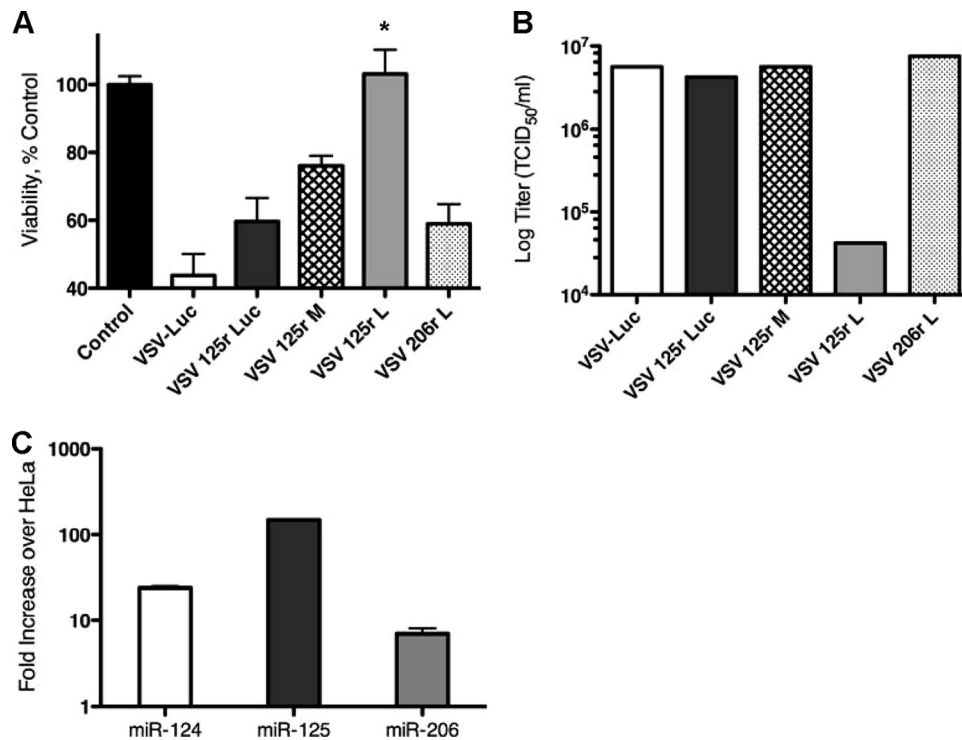 A
Viability, % Control
*
100
80
60
40
Control
VSV-Luc
VSV 125r Luc
VSV 125r M
VSV 125r L
VSV 206r L
B
Log Titer (TCID50/ml)
10^7
10^6
10^5
10^4
VSV-Luc
VSV 125r Luc
VSV 125r M
VSV 125r L
VSV 206r L
C
Fold Increase over HeLa
1000
100
10
1
miR-124
miR-125
miR-206